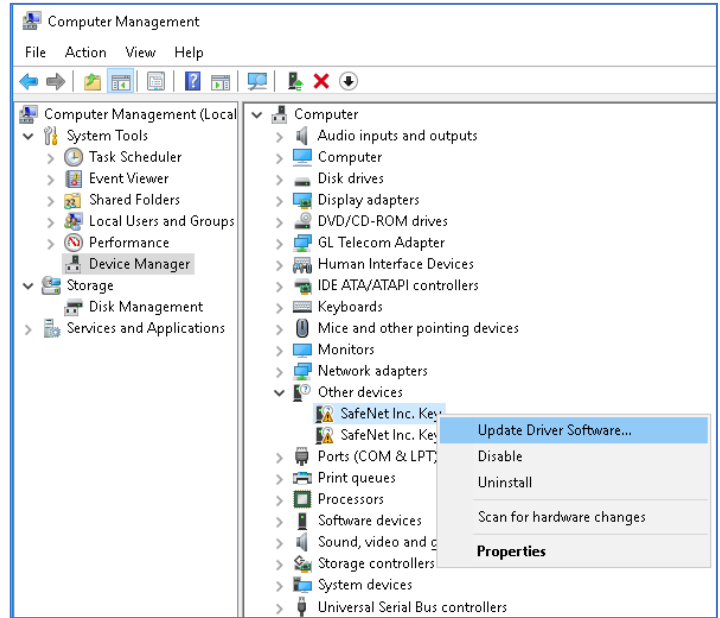 Computer Management
File Action View Help
Computer Management (Local
System Tools
Task Scheduler
Event Viewer
Shared Folders
Local Users and Groups
Performance
Device Manager
Storage
Disk Management
Services and Applications
Computer
Audio inputs and outputs
Computer
Disk drives
Display adapters
DVD/CD-ROM drives
GL Telecom Adapter
Human Interface Devices
IDE ATA/ATAPI controllers
Keyboards
Mice and other pointing devices
Monitors
Network adapters
Other devices
SafeNet Inc. Key
SafeNet Inc. Key
Ports (COM & LPT)
Print queues
Processors
Software devices
Sound, video and g
Storage controllers
System devices
Universal Serial Bus controllers
Update Driver Software...
Disable
Uninstall
Scan for hardware changes
Properties